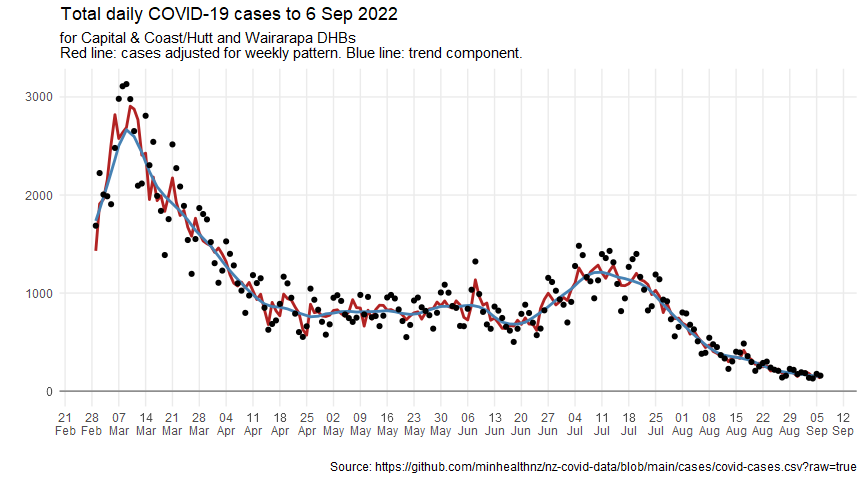 Total daily COVID-19 cases to 6 Sep 2022
for Capital & Coast/Hutt and Wairarapa DHBs
Red line: cases adjusted for weekly pattern. Blue line: trend component.
3000
2000
1000
0
21 28 07 14 21 28 04 11 18 25 02 09 16 23 30 06 13 20 27 04 11 18 25 01 08 15 22 29 05 12
Feb Feb Mar Mar Mar Mar Apr Apr Apr Apr May May May May May Jun Jun Jun Jun Jul Jul Jul Jul Aug Aug Aug Aug Aug Sep Sep
Source: https://github.com/minhealthnz/nz-covid-data/blob/main/cases/covid-cases.csv?raw=true